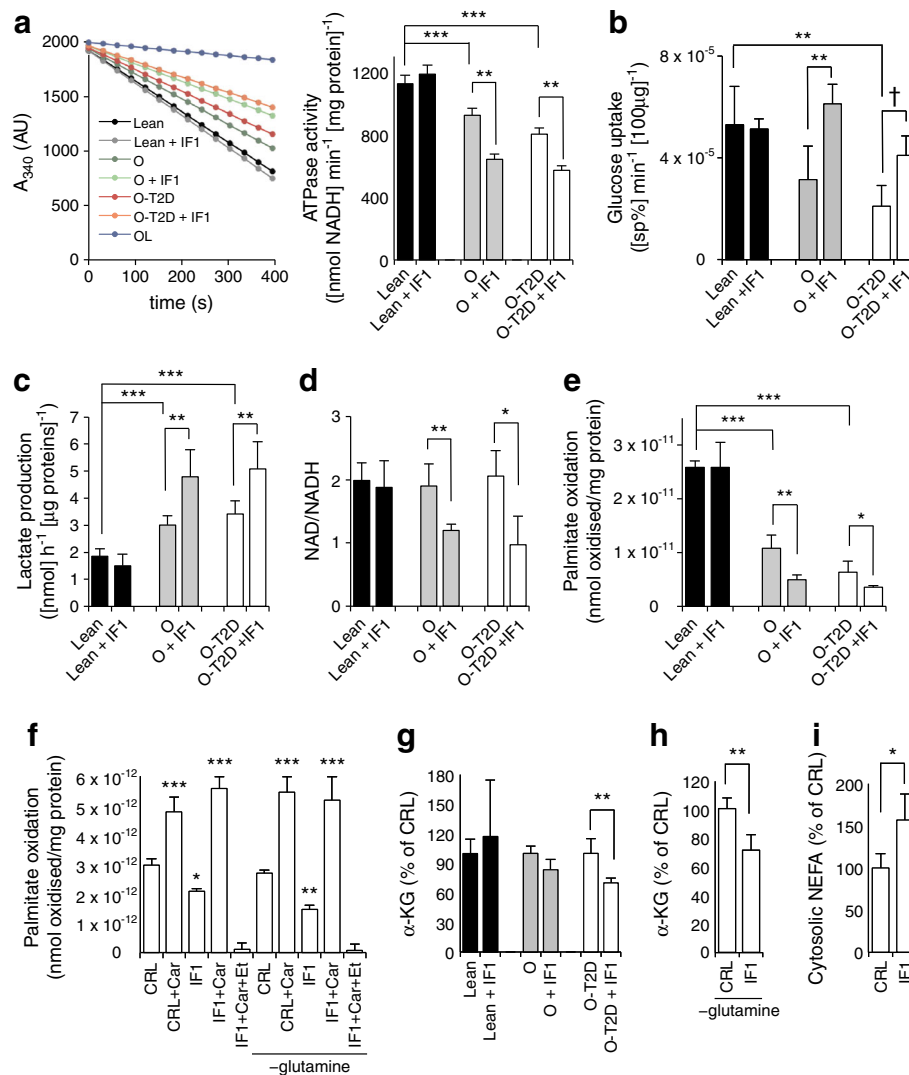 a
2000
1500
1000
500
0
A340 (AU)
Lean
Lean + IF1
O
O + IF1
O-T2D
O-T2D + IF1
OL
0 100 200 300 400
time (s)
***
***
**
**
1200
800
400
0
ATPase activity
([nmol NADH] min-1 [mg protein]-1)
Lean
Lean + IF1
O
O + IF1
O-T2D
O-T2D + IF1
b
**
**
†
8 x 10-5
4 x 10-5
0
Glucose uptake
([sp%] min-1 [100µg]-1)
Lean
Lean + IF1
O
O + IF1
O-T2D
O-T2D + IF1
c
***
***
**
**
7
6
5
4
3
2
1
0
Lactate production
([nmol] h-1 [µg proteins]-1)
Lean
Lean + IF1
O
O + IF1
O-T2D
O-T2D +IF1
d
**
*
3
2
1
0
NAD/NADH
Lean
Lean + IF1
O
O + IF1
O-T2D
O-T2D +IF1
e
***
***
**
*
3 x 10-11
2 x 10-11
1 x 10-11
0
Palmitate oxidation
(nmol oxidised/mg protein)
Lean
Lean + IF1
O
O + IF1
O-T2D
O-T2D +IF1
f
6 x 10-12
5 x 10-12
4 x 10-12
3 x 10-12
2 x 10-12
1 x 10-12
0
Palmitate oxidation
(nmol oxidised/mg protein)
***
*
***
***
**
***
CRL
CRL+Car
IF1
IF1+Car
IF1+Car+Et
CRL
CRL+Car
IF1
IF1+Car
IF1+Car+Et
–glutamine
g
180
150
120
90
60
30
0
α-KG (% of CRL)
**
Lean
Lean + IF1
O
O + IF1
O-T2D
O-T2D + IF1
h
120
100
80
60
40
20
0
α-KG (% of CRL)
**
CRL
IF1
–glutamine
i
200
150
100
50
0
Cytosolic NEFA (% of CRL)
*
CRL
IF1